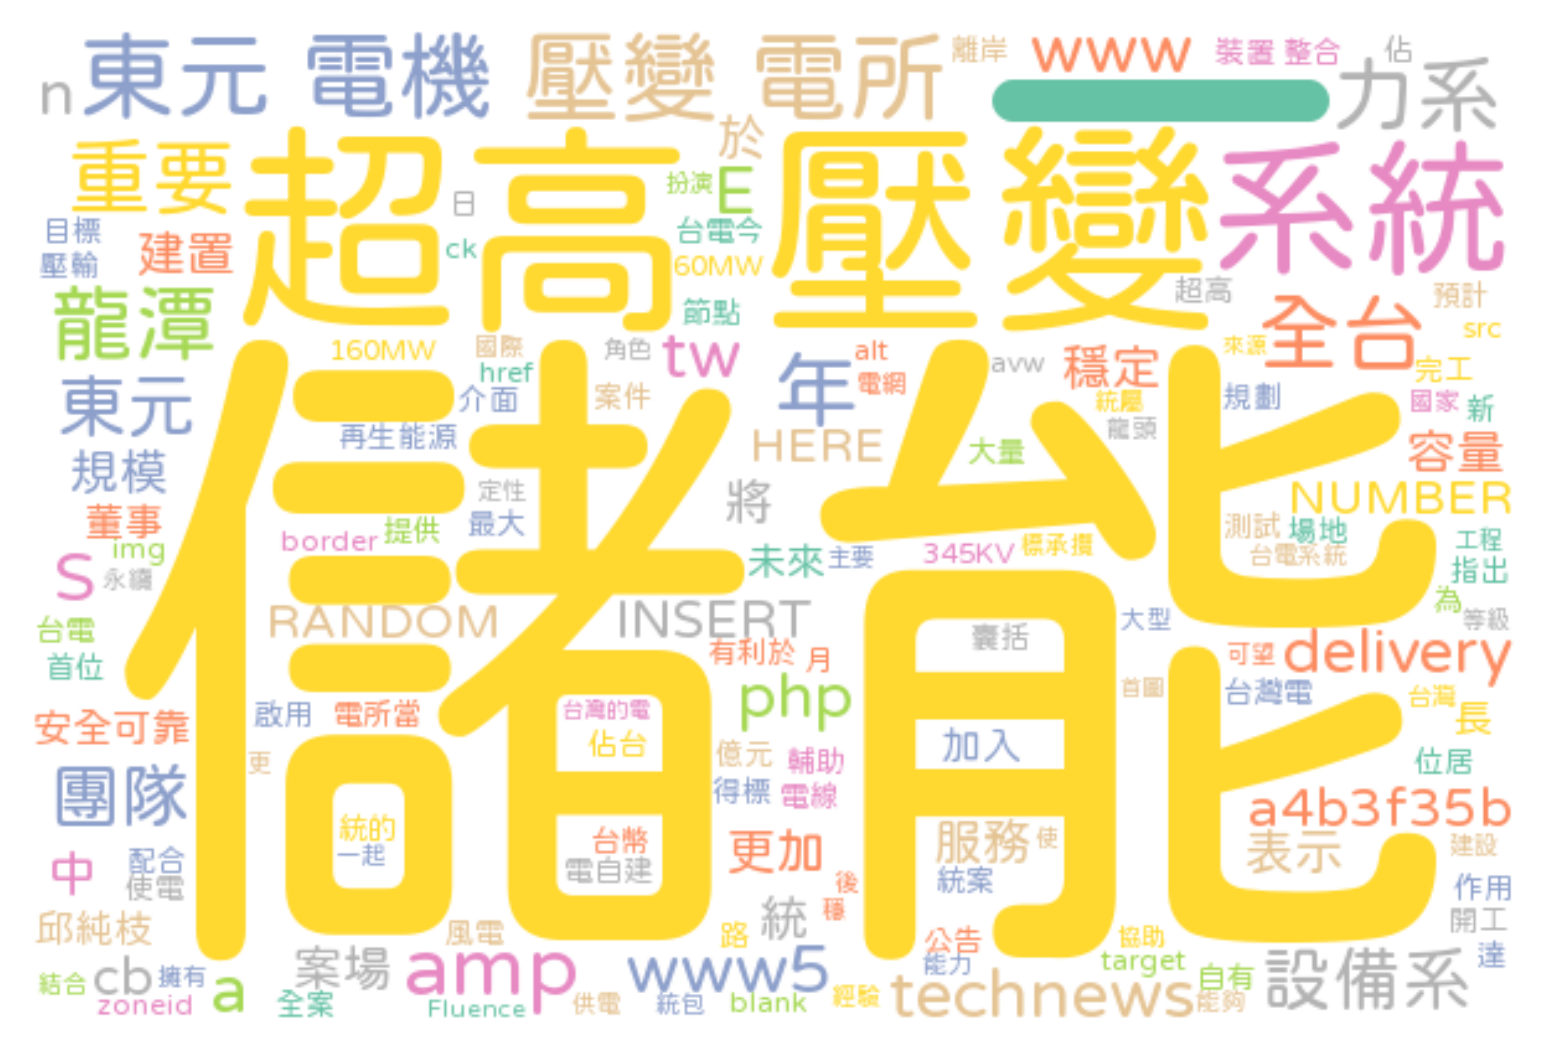 n 東元 電機 壓變 電所 離岸 www 裝置 整合 佔
力系
重要 超高壓變 於 系統
扮演 E
日 目標 建置 ck 台電今
壓輸 60MW 超高
龍潭 節點 全台 預計
src
160MW 國際 角色 tw 年 alt avw 穩定 來源
href 電網 完工
東元 介面 案件 統屬 規劃 國家 新
再生能源 HERE 龍頭
規模 大量 容量
儲能
定性 將 NUMBER
董事 最大 測試 場地
img border 提供 345KV 標承攬 台電系統 工程
S 永續 未來 主要 指出
為
台電 RANDOM INSERT 大型 等級
首位 有利於 月 囊括 可望 delivery
php 首圖 台灣電 台灣
安全可靠 啟用 電所當 台灣的電 長
更 佔台 億元 輔助 加入 位居
團隊 得標 電線
a4b3f35b
統的 台幣 更加 服務 使 表示 建設
中 配合 一起 電自建 統案 作用
使電 後
邱純枝 風電 路 統 穩 公告 協助 開工
結合 cb 擁有 案場 amp www5 能力 target 自有 設備系 達
zoneid a 全案 Fluence 供電 統包 blank 經驗 technews 能夠